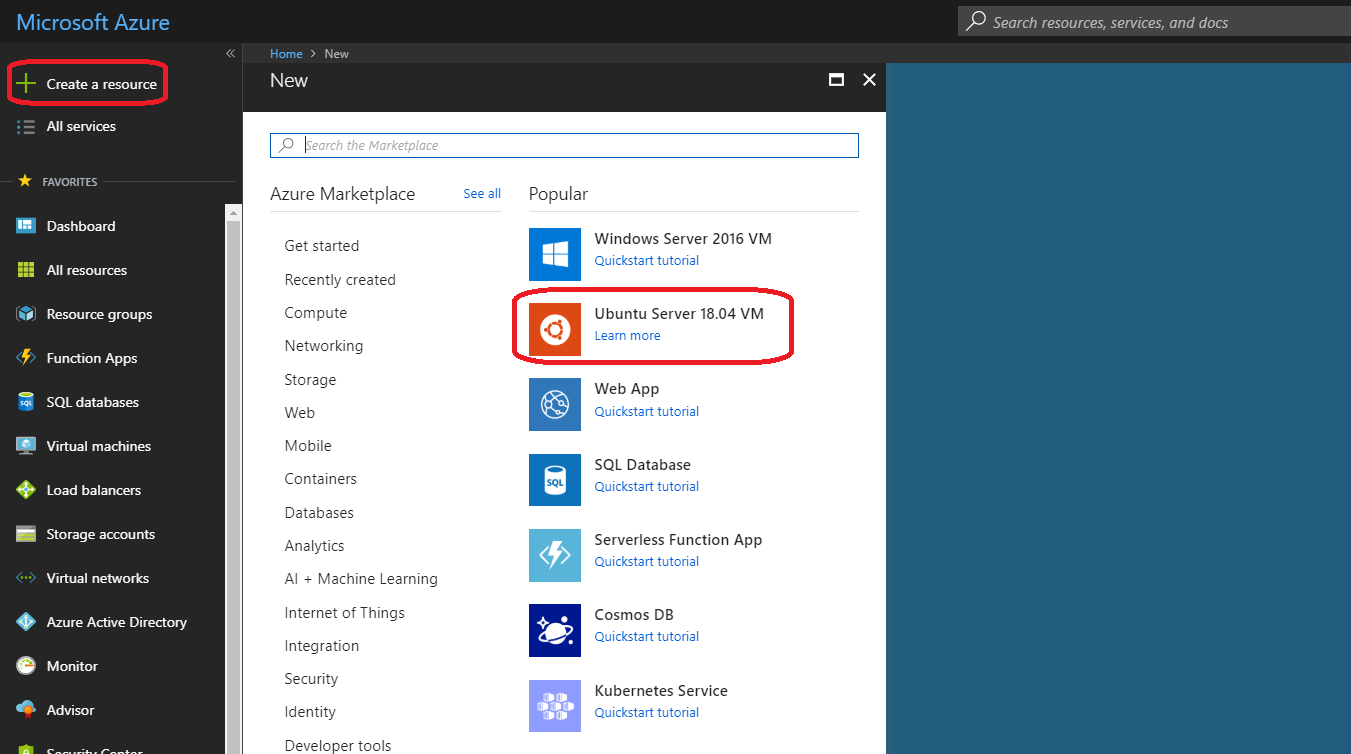 Microsoft Azure
Search resources, services, and docs
Create a resource
All services
FAVORITES
Dashboard
All resources
Resource groups
Function Apps
SQL databases
Virtual machines
Load balancers
Storage accounts
Virtual networks
Azure Active Directory
Monitor
Advisor
Security Center
Home > New
New
Search the Marketplace
Azure Marketplace
See all
Get started
Recently created
Compute
Networking
Storage
Web
Mobile
Containers
Databases
Analytics
AI + Machine Learning
Internet of Things
Integration
Security
Identity
Developer tools
Popular
Windows Server 2016 VM
Quickstart tutorial
Ubuntu Server 18.04 VM
Learn more
Web App
Quickstart tutorial
SQL Database
Quickstart tutorial
SQL
Serverless Function App
Quickstart tutorial
Cosmos DB
Quickstart tutorial
Kubernetes Service
Quickstart tutorial